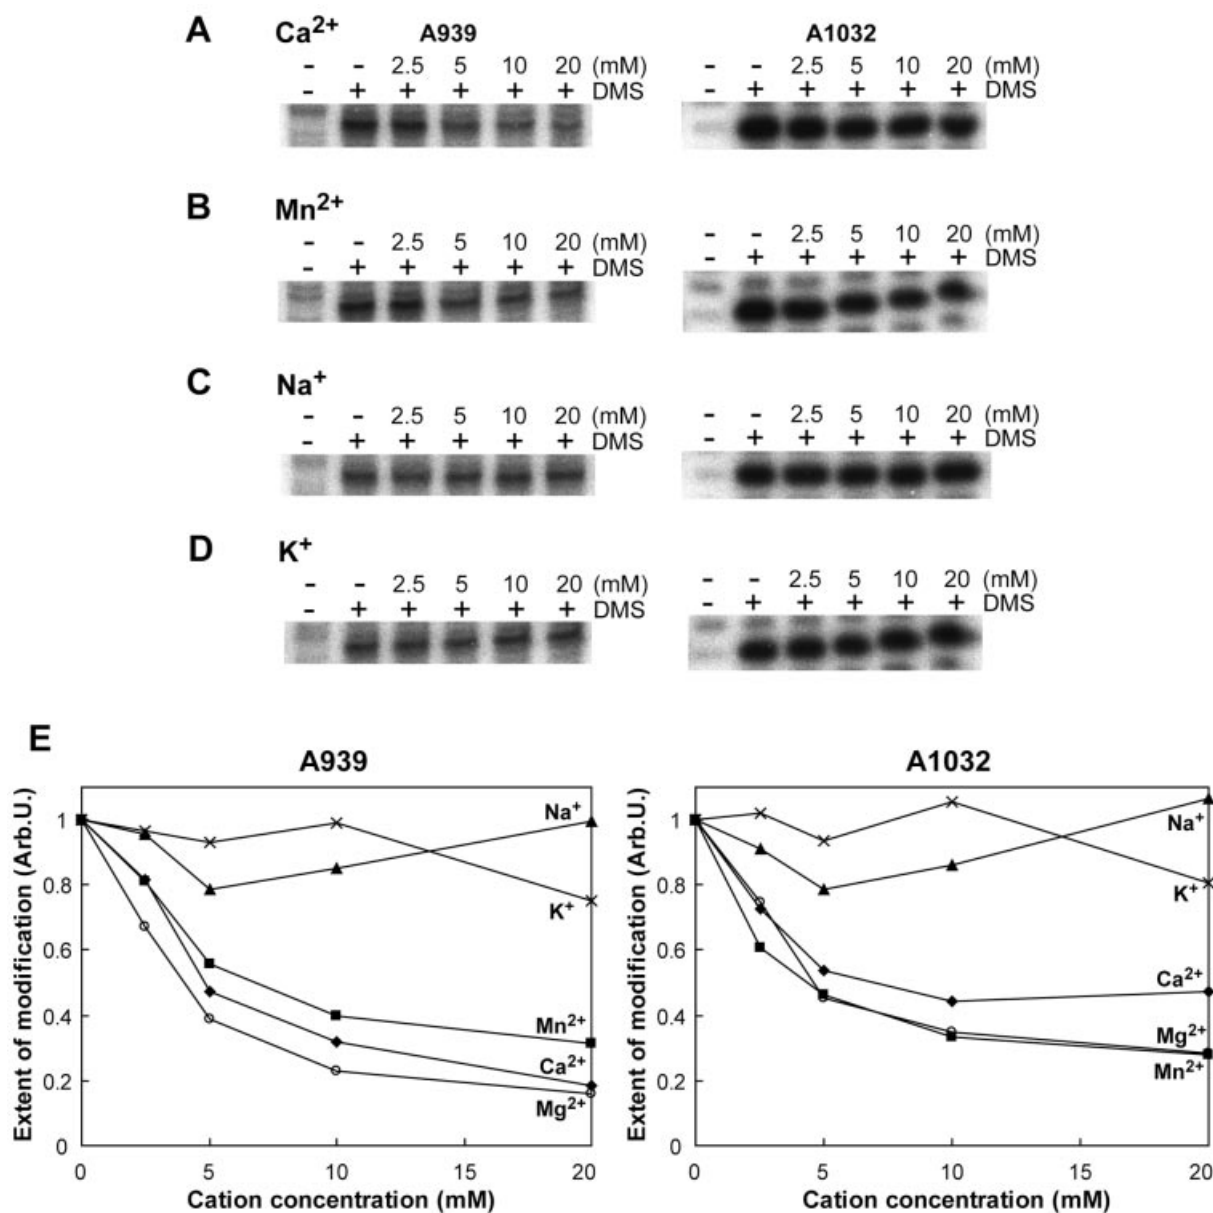 A Ca²⁺ A939 A1032
- - 2.5 5 10 20 (mM) - - 2.5 5 10 20 (mM)
- + + + + + DMS - + + + + + DMS
B Mn²⁺
- - 2.5 5 10 20 (mM) - - 2.5 5 10 20 (mM)
- + + + + + DMS - + + + + + DMS
C Na⁺
- - 2.5 5 10 20 (mM) - - 2.5 5 10 20 (mM)
- + + + + + DMS - + + + + + DMS
D K⁺
- - 2.5 5 10 20 (mM) - - 2.5 5 10 20 (mM)
- + + + + + DMS - + + + + + DMS
E
A939
Extent of modification (Arb.U.)
1
0.8
0.6
0.4
0.2
0
Na⁺
K⁺
Mn²⁺
Ca²⁺
Mg²⁺
0 5 10 15 20
Cation concentration (mM)
A1032
Extent of modification (Arb.U.)
1
0.8
0.6
0.4
0.2
0
Na⁺
K⁺
Ca²⁺
Mg²⁺
Mn²⁺
0 5 10 15 20
Cation concentration (mM)